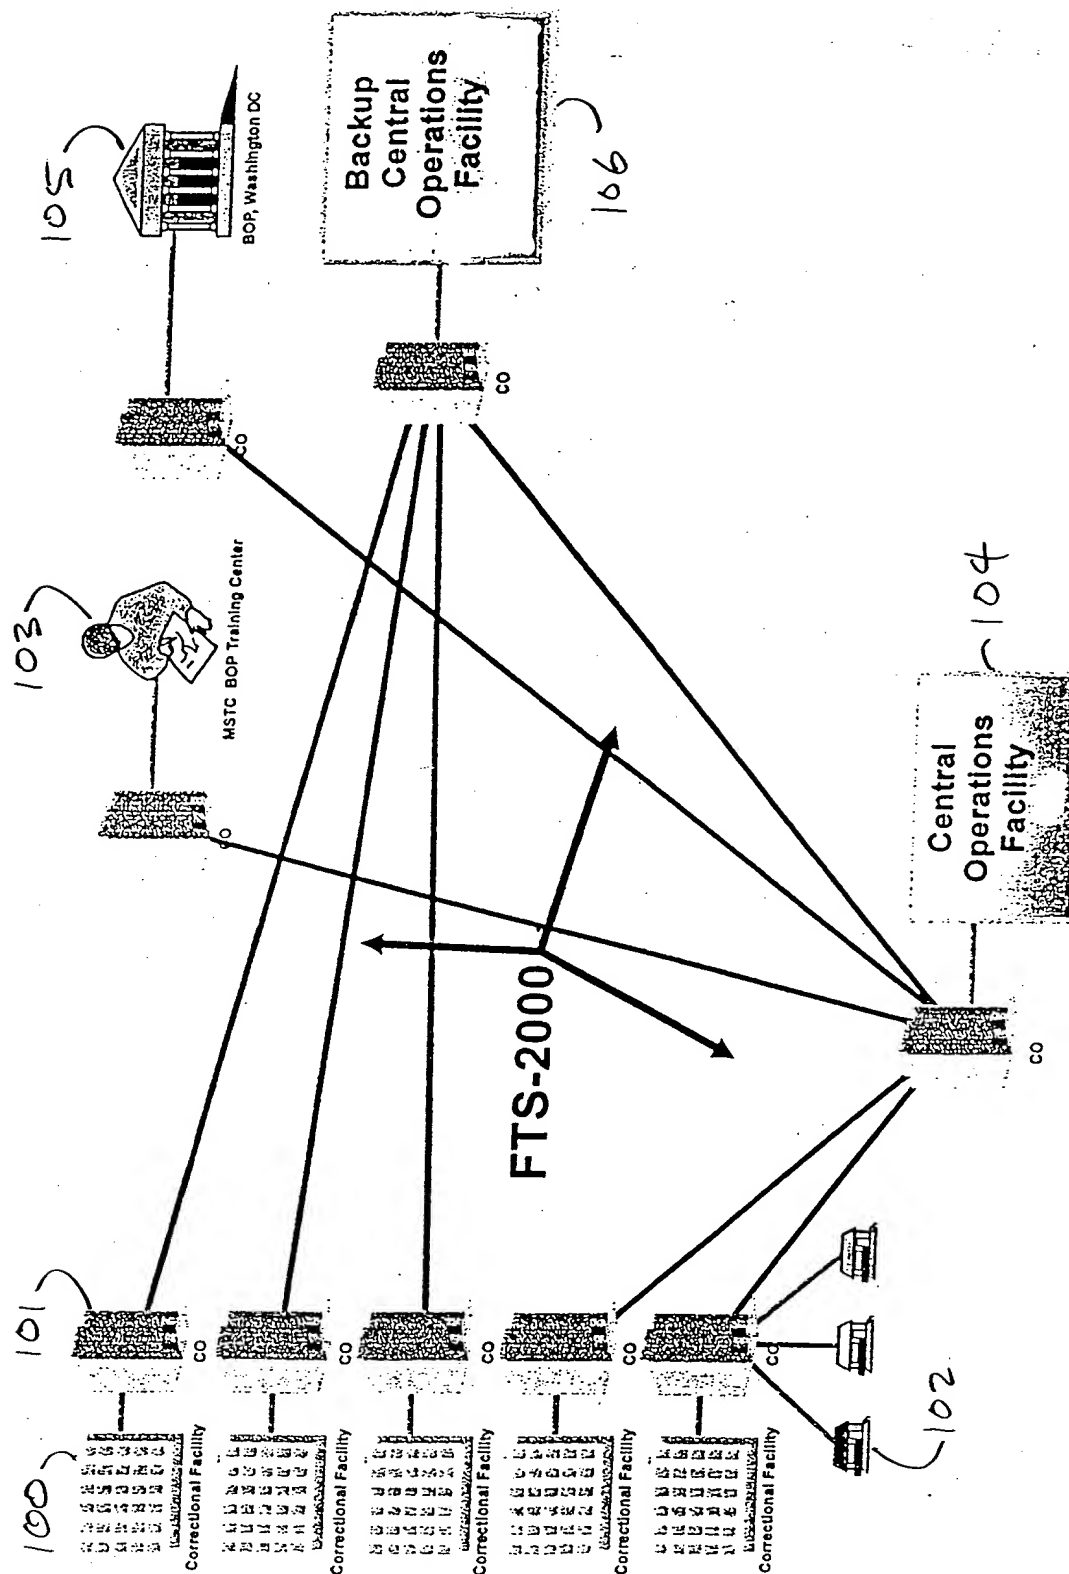 100
101
103
105
Correctional Facility
CO
Correctional Facility
CO
Correctional Facility
CO
Correctional Facility
CO
Correctional Facility
CO
102
CO
MSTC BOP Training Center
CO
BOP, Washington DC
FTS-2000
CO
Backup
Central
Operations
Facility
106
CO
Central
Operations
Facility
104